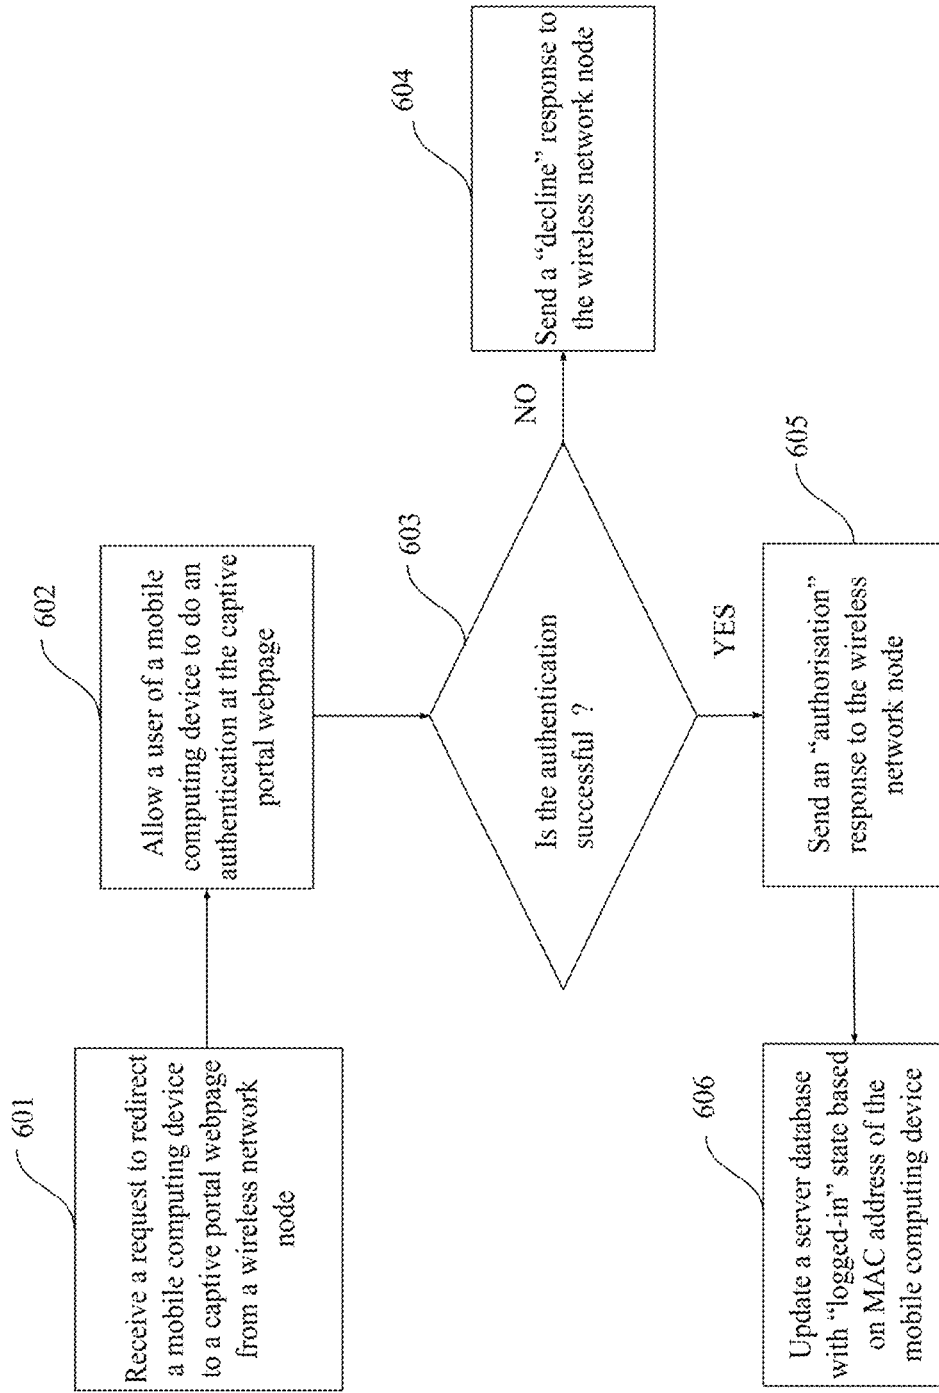 601
Receive a request to redirect
a mobile computing device
to a captive portal webpage
from a wireless network
node
602
Allow a user of a mobile
computing device to do an
authentication at the captive
portal webpage
603
Is the authentication
successful ?
NO
604
Send a “decline” response to
the wireless network node
YES
605
Send an “authorisation”
response to the wireless
network node
606
Update a server database
with “logged-in” state based
on MAC address of the
mobile computing device